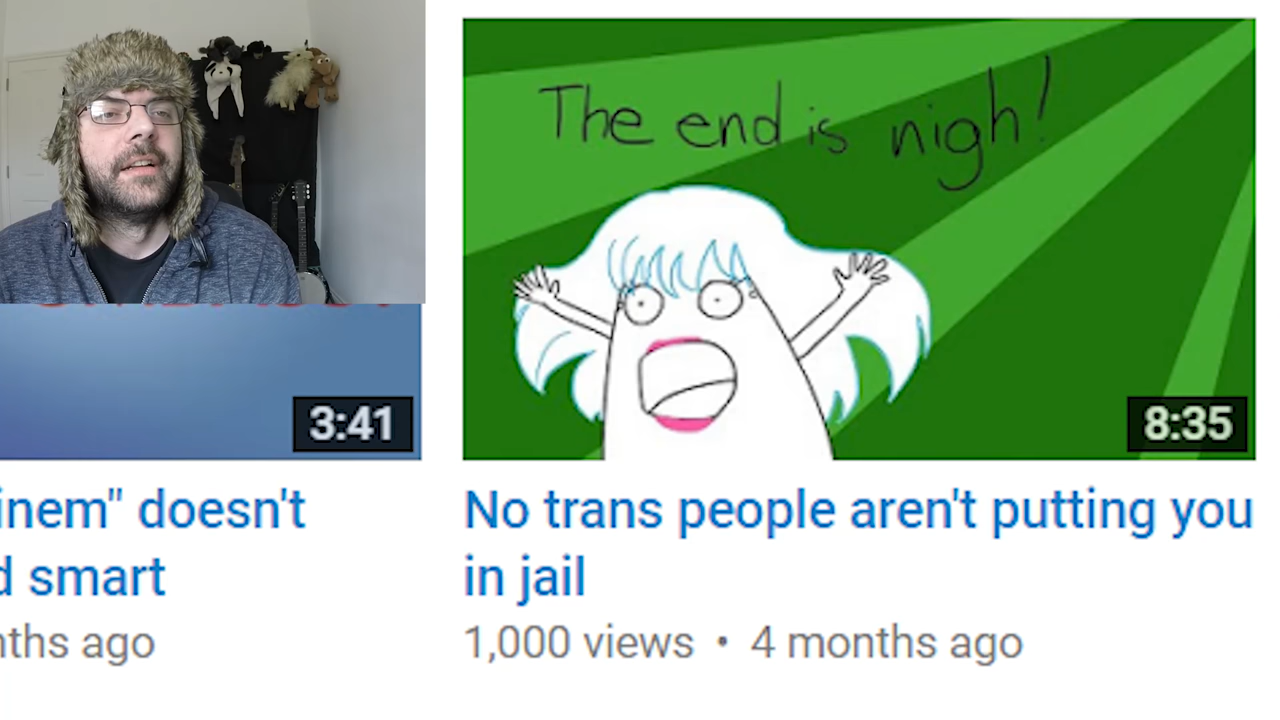 The end is nigh!
3:41
8:35
inem" doesn't
d smart
nths ago
No trans people aren't putting you
in jail
1,000 views • 4 months ago